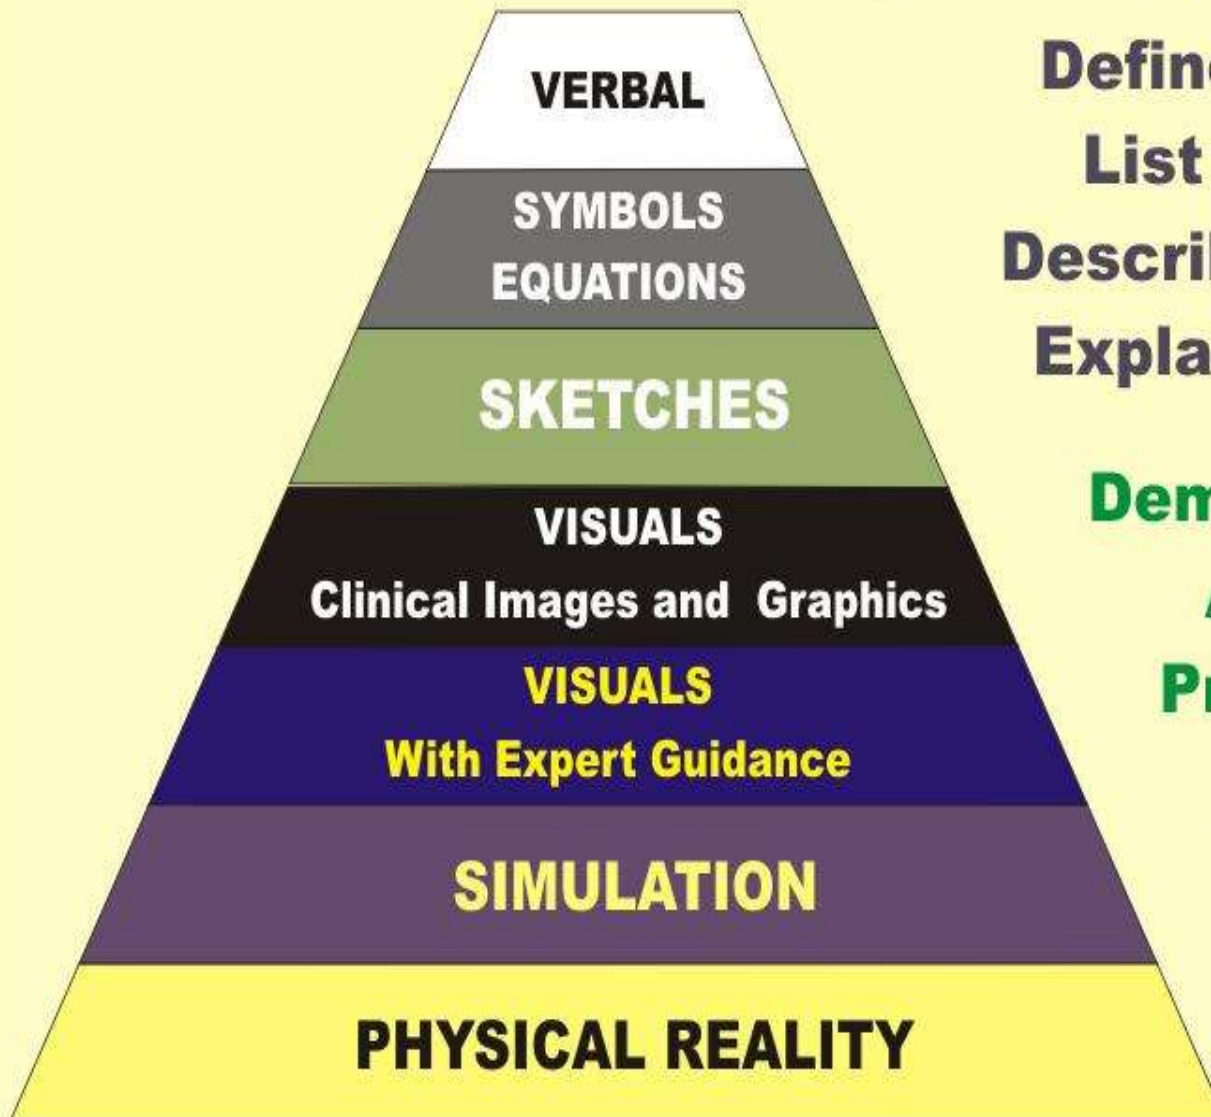 VERBAL
SYMBOLS
EQUATIONS
SKETCHES
VISUALS
Clinical Images and Graphics
VISUALS
With Expert Guidance
SIMULATION
PHYSICAL REALITY
List